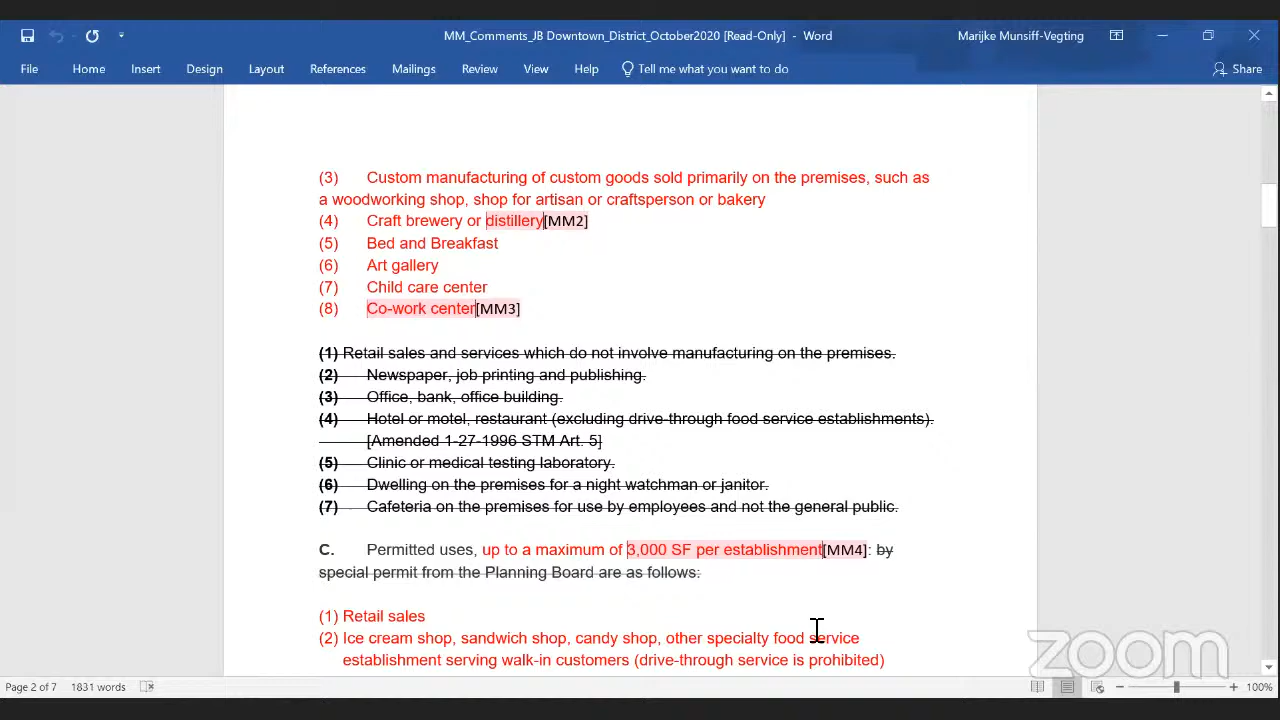 MM_Comments_JB Downtown_District_October2020 [Read-Only] - Word
Marijke Munsiff-Vegting
File Home Insert Design Layout References Mailings Review View Help Tell me what you want to do Share
(3) Custom manufacturing of custom goods sold primarily on the premises, such as
a woodworking shop, shop for artisan or craftsperson or bakery
(4) Craft brewery or distillery[MM2]
(5) Bed and Breakfast
(6) Art gallery
(7) Child care center
(8) Co-work center[MM3]
(1) Retail sales and services which do not involve manufacturing on the premises.
(2) Newspaper, job printing and publishing.
(3) Office, bank, office building.
(4) Hotel or motel, restaurant (excluding drive-through food service establishments).
[Amended 1-27-1996 STM Art. 5]
(5) Clinic or medical testing laboratory.
(6) Dwelling on the premises for a night watchman or janitor.
(7) Cafeteria on the premises for use by employees and not the general public.
C. Permitted uses, up to a maximum of 3,000 SF per establishment[MM4]: by
special permit from the Planning Board are as follows:
(1) Retail sales
(2) Ice cream shop, sandwich shop, candy shop, other specialty food service
establishment serving walk-in customers (drive-through service is prohibited)
zoom
Page 2 of 7 1831 words 100%